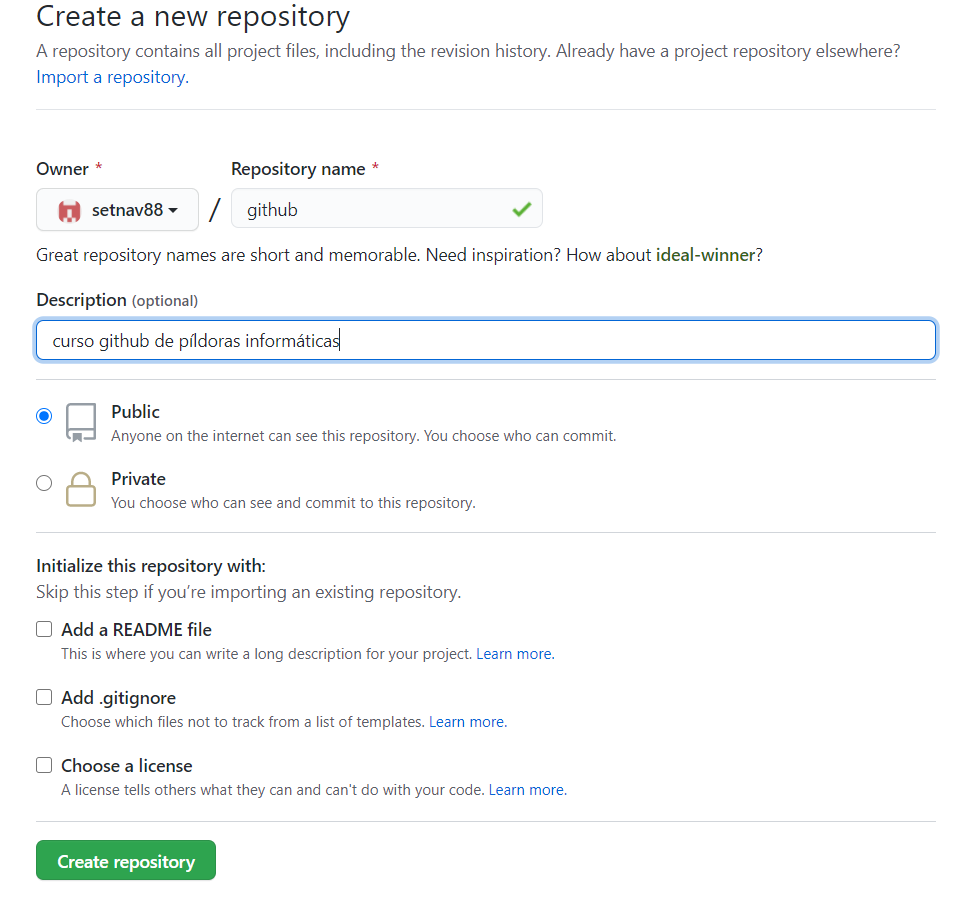 Create a new repository
A repository contains all project files, including the revision history. Already have a project repository elsewhere?
Import a repository.
Owner *
Repository name *
setnav88 / github
Great repository names are short and memorable. Need inspiration? How about ideal-winner?
Description (optional)
curso github de píldoras informáticas
Public
Anyone on the internet can see this repository. You choose who can commit.
Private
You choose who can see and commit to this repository.
Initialize this repository with:
Skip this step if you're importing an existing repository.
Add a README file
This is where you can write a long description for your project. Learn more.
Add .gitignore
Choose which files not to track from a list of templates. Learn more.
Choose a license
A license tells others what they can and can't do with your code. Learn more.
Create repository